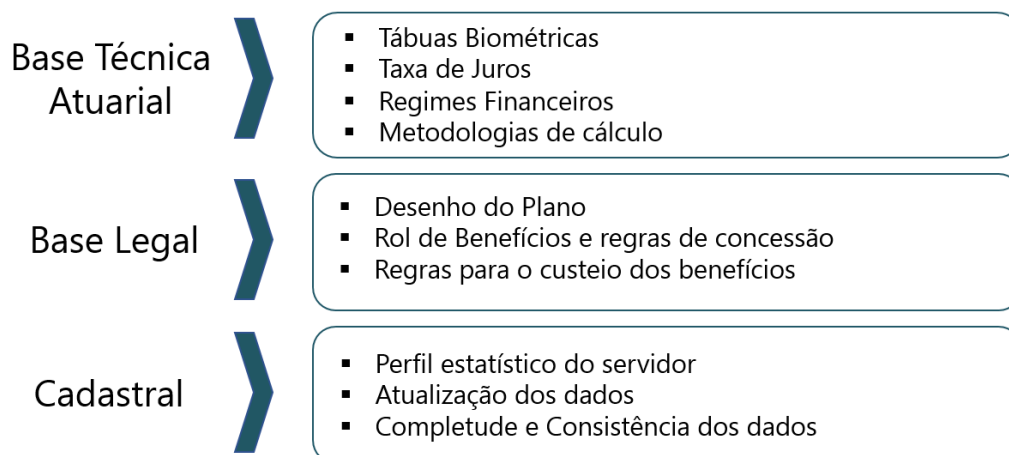 Base Técnica
Atuarial
▪ Tábuas Biométricas
▪ Taxa de Juros
▪ Regimes Financeiros
▪ Metodologias de cálculo
Base Legal
▪ Desenho do Plano
▪ Rol de Benefícios e regras de concessão
▪ Regras para o custeio dos benefícios
Cadastral
▪ Perfil estatístico do servidor
▪ Atualização dos dados
▪ Completude e Consistência dos dados